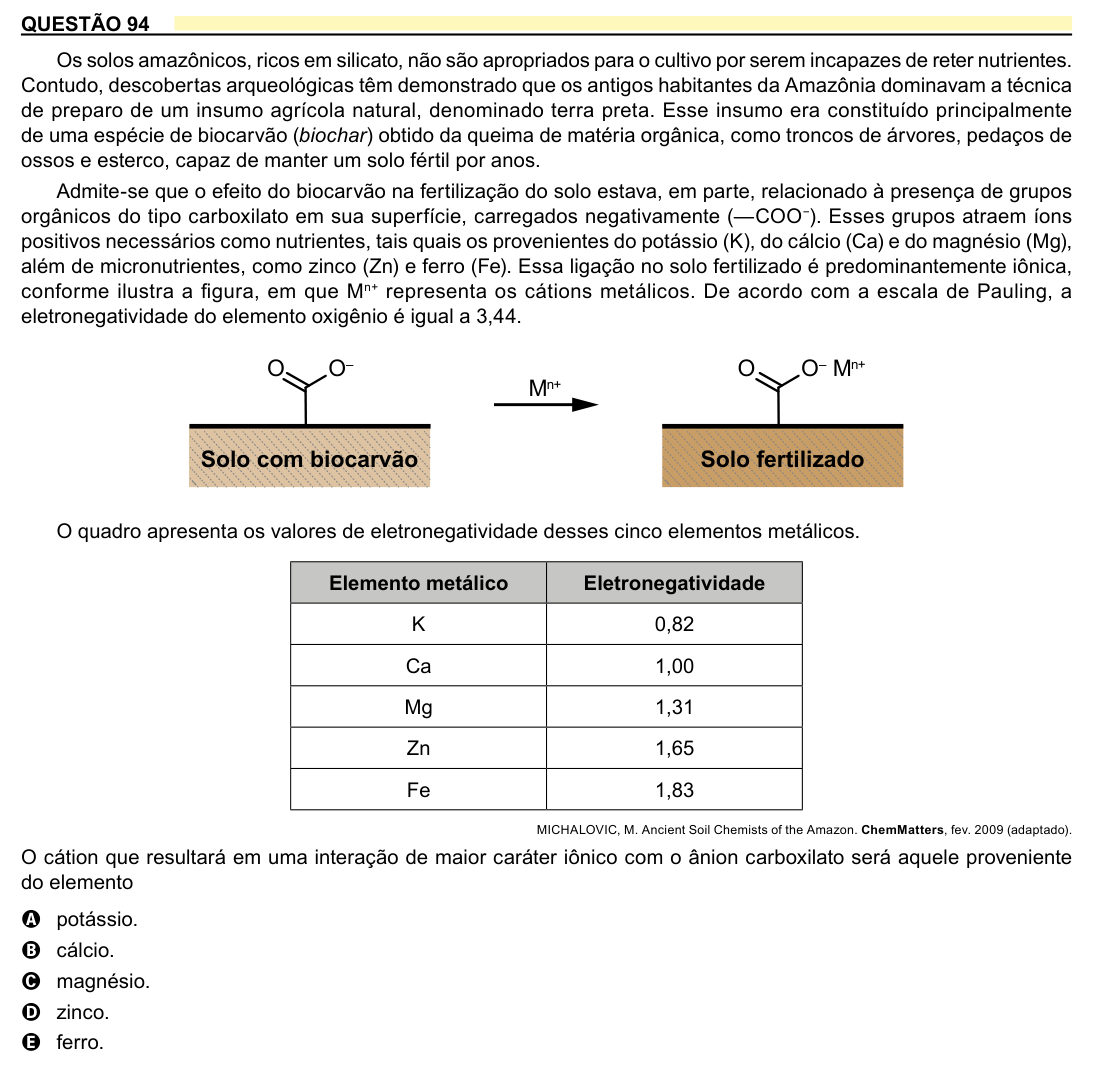 QUESTÃO 94
Os solos amazônicos, ricos em silicato, não são apropriados para o cultivo por serem incapazes de reter nutrientes.
Contudo, descobertas arqueológicas têm demonstrado que os antigos habitantes da Amazônia dominavam a técnica
de preparo de um insumo agrícola natural, denominado terra preta. Esse insumo era constituído principalmente
de uma espécie de biocarvão (biochar) obtido da queima de matéria orgânica, como troncos de árvores, pedaços de
ossos e esterco, capaz de manter um solo fértil por anos.
Admite-se que o efeito do biocarvão na fertilização do solo estava, em parte, relacionado à presença de grupos
orgânicos do tipo carboxilato em sua superfície, carregados negativamente (—COO⁻). Esses grupos atraem íons
positivos necessários como nutrientes, tais quais os provenientes do potássio (K), do cálcio (Ca) e do magnésio (Mg),
além de micronutrientes, como zinco (Zn) e ferro (Fe). Essa ligação no solo fertilizado é predominantemente iônica,
conforme ilustra a figura, em que Mⁿ⁺ representa os cátions metálicos. De acordo com a escala de Pauling, a
eletronegatividade do elemento oxigênio é igual a 3,44.
O O⁻
Mⁿ⁺
O O⁻ Mⁿ⁺
Solo com biocarvão
Solo fertilizado
O quadro apresenta os valores de eletronegatividade desses cinco elementos metálicos.
Elemento metálico Eletronegatividade
K 0,82
Ca 1,00
Mg 1,31
Zn 1,65
Fe 1,83
MICHALOVIC, M. Ancient Soil Chemists of the Amazon. ChemMatters, fev. 2009 (adaptado).
O cátion que resultará em uma interação de maior caráter iônico com o ânion carboxilato será aquele proveniente
do elemento
A potássio.
B cálcio.
C magnésio.
D zinco.
E ferro.